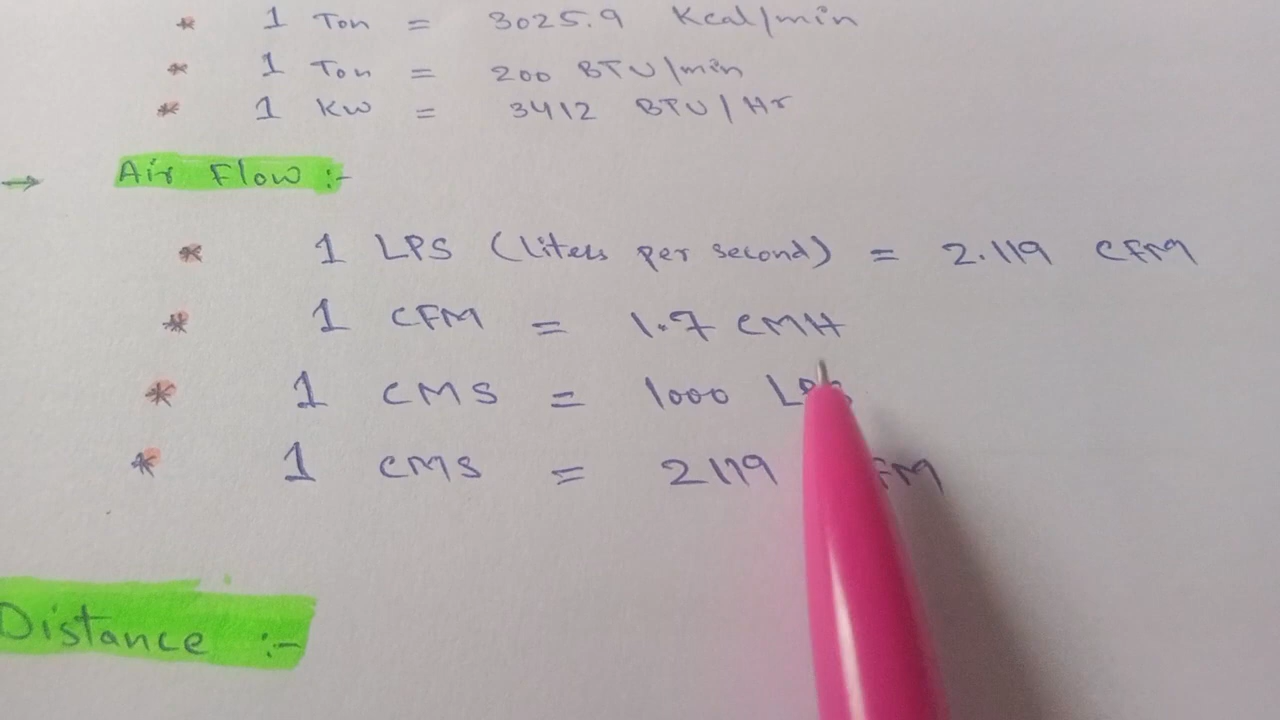 * 1 Ton = 3025.9 Kcal/min
* 1 Ton = 200 BTU/min
* 1 Kw = 3412 BTU/Hr
→ Air Flow :-
* 1 LPS (liters per second) = 2.119 CFM
* 1 CFM = 1.7 CMH
* 1 CMS = 1000 LPS
* 1 CMS = 2119 FM
Distance :-